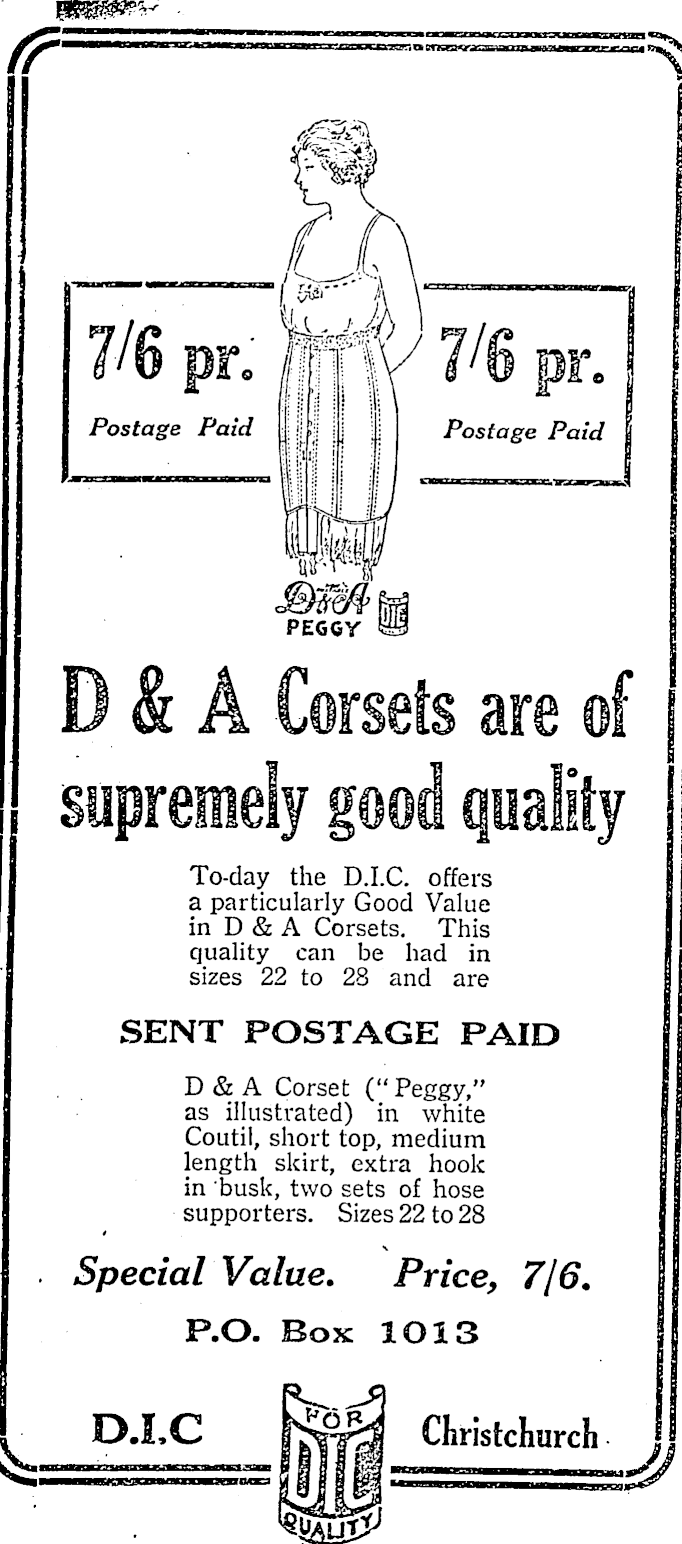 7/6 pr.
Postage Paid
7/6 pr.
Postage Paid
D & A
PEGGY
DIC
D & A Corsets are of
supremely good quality
To-day the D.I.C. offers
a particularly Good Value
in D & A Corsets. This
quality can be had in
sizes 22 to 28 and are
SENT POSTAGE PAID
D & A Corset ("Peggy,"
as illustrated) in white
Coutil, short top, medium
length skirt, extra hook
in busk, two sets of hose
supporters. Sizes 22 to 28
Special Value. Price, 7/6.
P.O. Box 1013
D.I.C
FOR
DIC
QUALITY
Christchurch